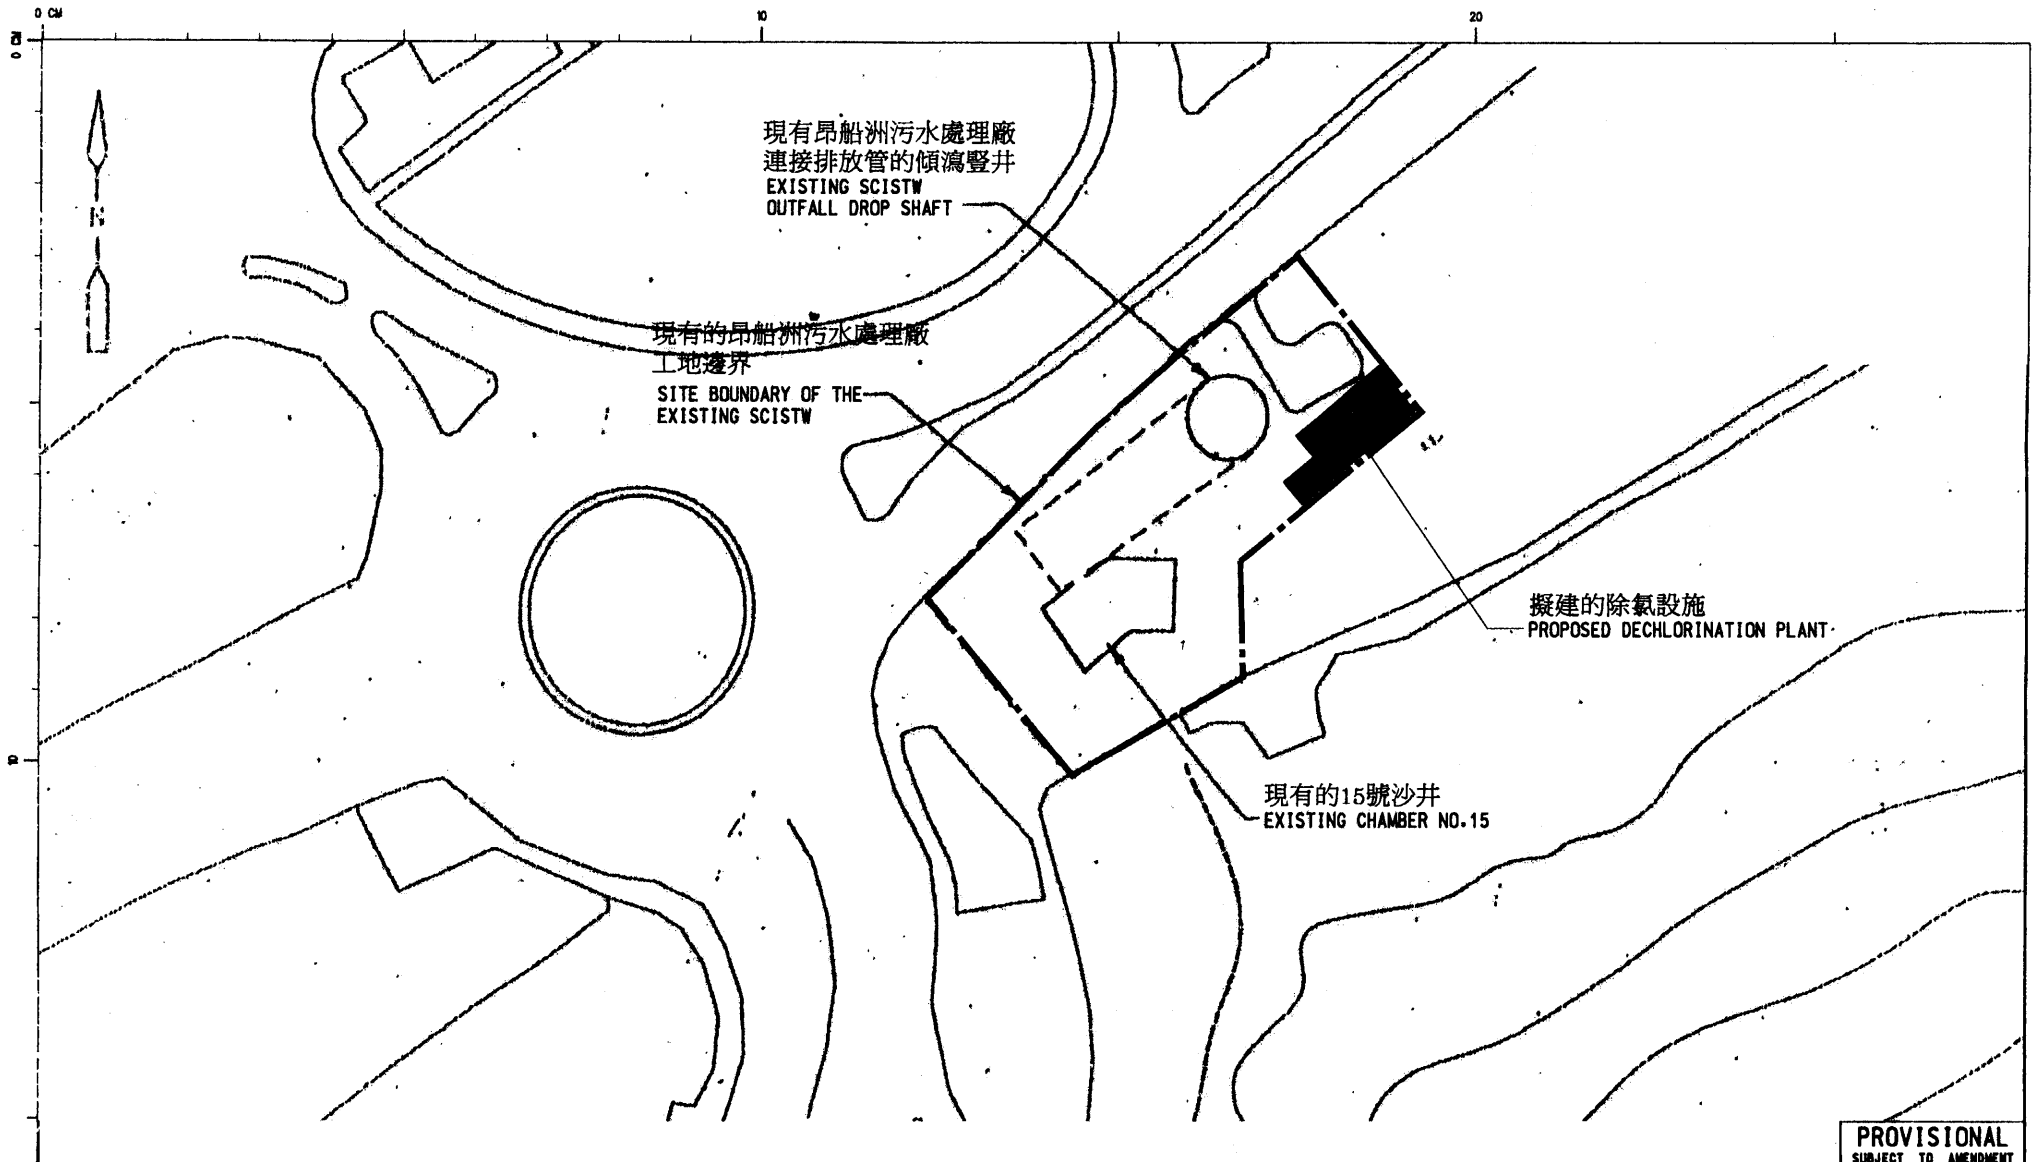 0 CM
10
20
0 CM
N
現有昂船洲污水處理廠
連接排放管的傾瀉豎井
EXISTING SCISTW
OUTFALL DROP SHAFT
現有的昂船洲污水處理廠
工地邊界
SITE BOUNDARY OF THE
EXISTING SCISTW
擬建的除氯設施
PROPOSED DECHLORINATION PLANT
10
現有的15號沙井
EXISTING CHAMBER NO.15
PROVISIONAL
SUBJECT TO AMENDMENT